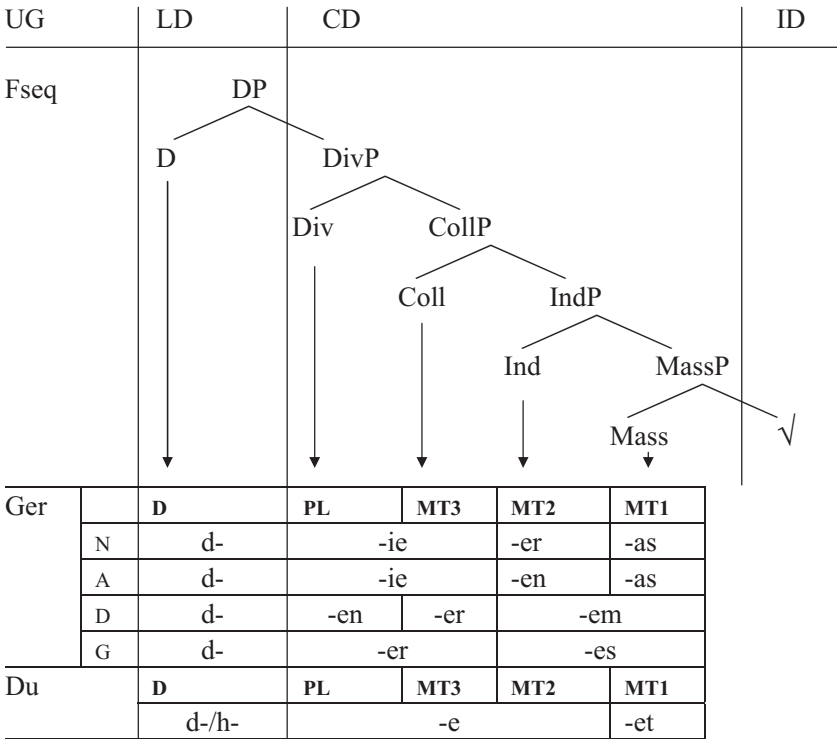 UG LD CD ID
Fseq DP
D DivP
Div CollP
Coll IndP
Ind MassP
Mass √
Ger D PL MT3 MT2 MT1
N d- -ie -er -as
A d- -ie -en -as
D d- -en -er -em
G d- -er -es
Du D PL MT3 MT2 MT1
d-/h- -e -et